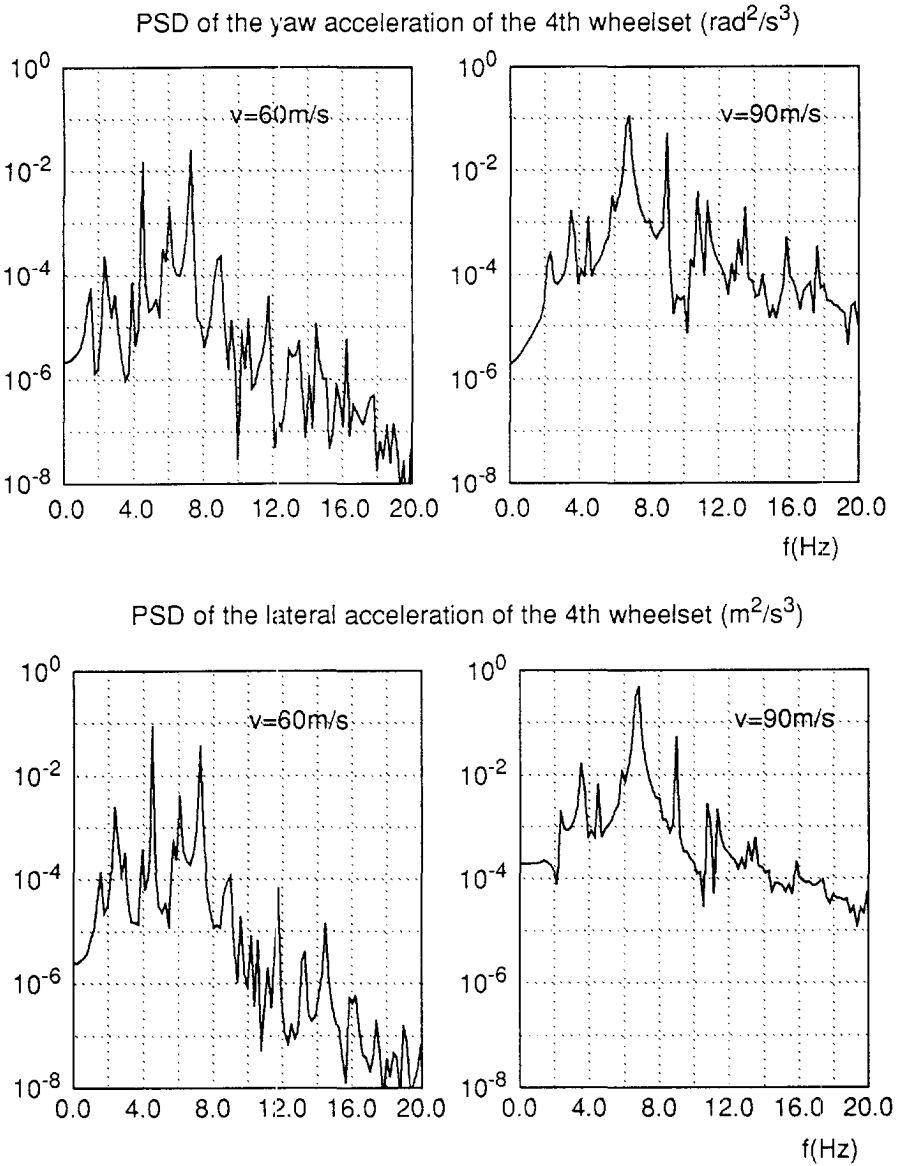 PSD of the yaw acceleration of the 4th wheelset (rad²/s³)
10⁰
10⁻²
10⁻⁴
10⁻⁶
10⁻⁸
v=60m/s
0.0 4.0 8.0 12.0 16.0 20.0
10⁰
10⁻²
10⁻⁴
10⁻⁶
10⁻⁸
v=90m/s
0.0 4.0 8.0 12.0 16.0 20.0
f(Hz)
PSD of the lateral acceleration of the 4th wheelset (m²/s³)
10⁰
10⁻²
10⁻⁴
10⁻⁶
10⁻⁸
v=60m/s
0.0 4.0 8.0 12.0 16.0 20.0
10⁰
10⁻²
10⁻⁴
10⁻⁶
10⁻⁸
v=90m/s
0.0 4.0 8.0 12.0 16.0 20.0
f(Hz)